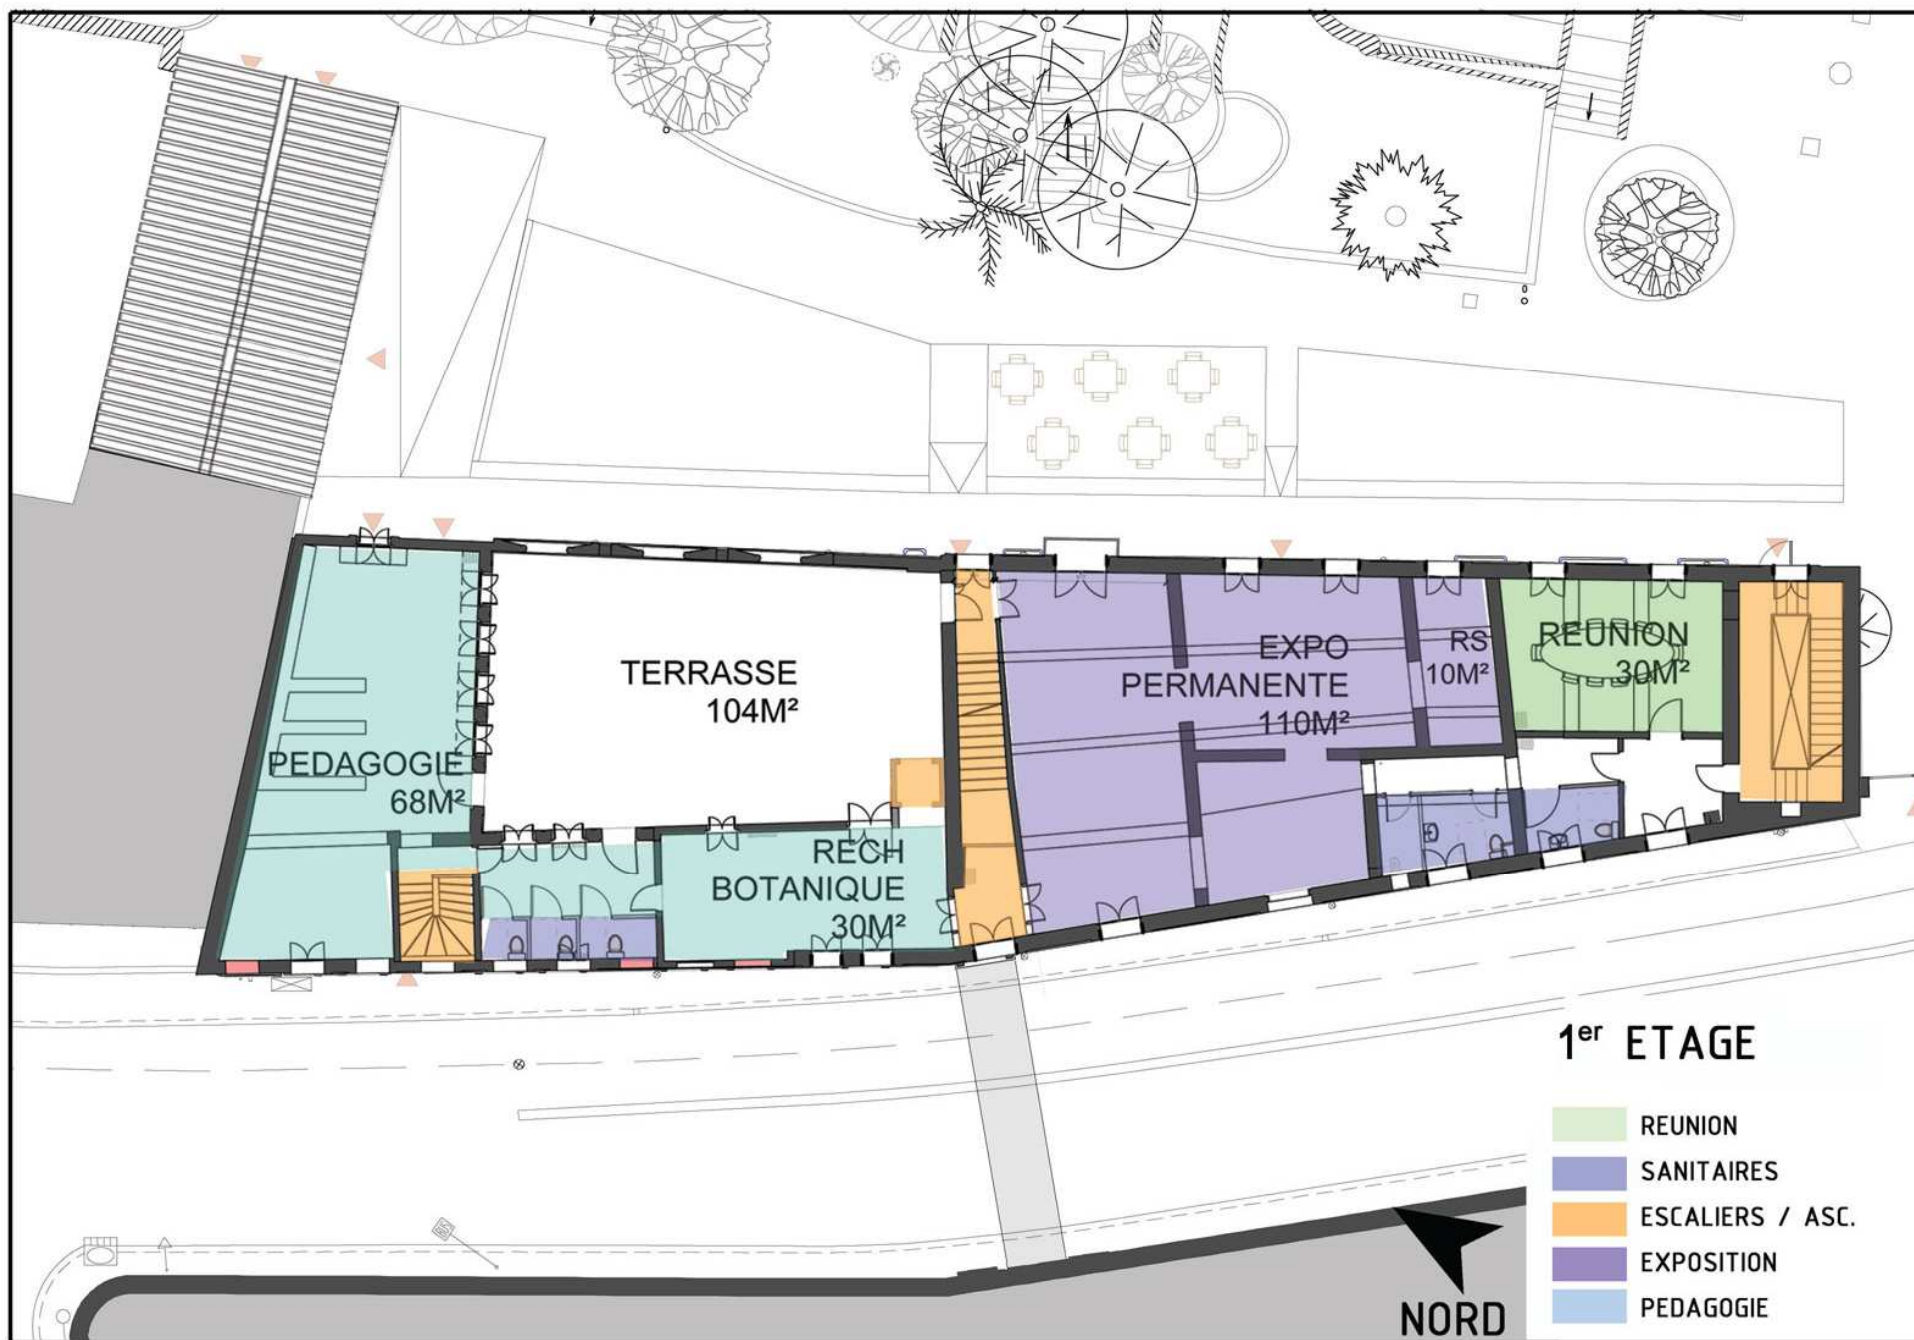 TERRASSE
104M²
EXPO
PERMANENTE
110M²
RS
10M²
REUNION
30M²
PEDAGOGIE
68M²
RECH
BOTANIQUE
30M²
1er ETAGE
REUNION
SANITAIRES
ESCALIERS / ASC.
EXPOSITION
PEDAGOGIE
NORD